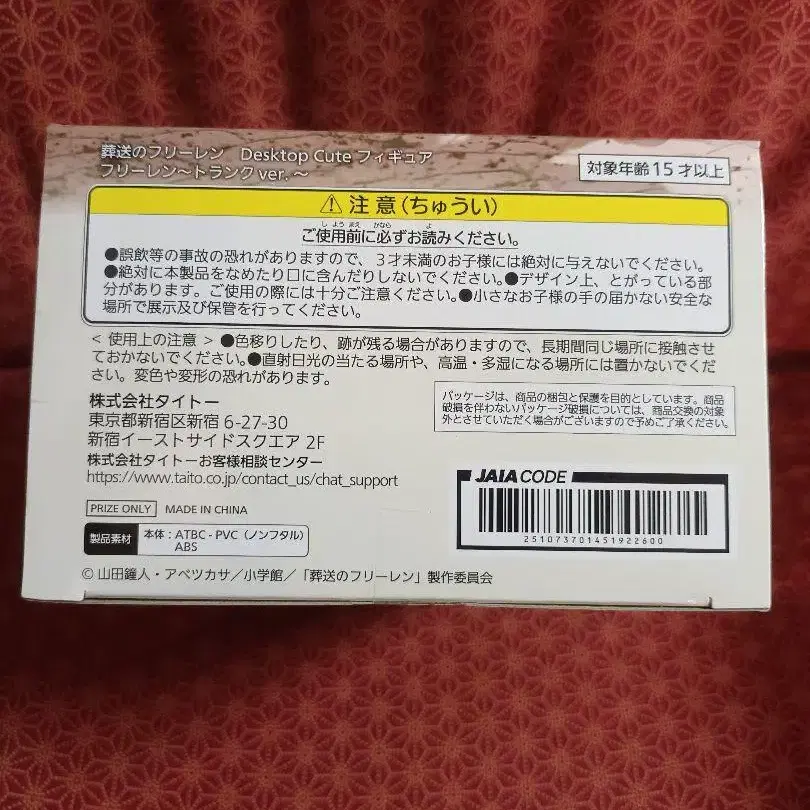 葬送のフリーレン Desktop Cute フィギュア
フリーレン～トランク ver.～
対象年齢 15 才以上
⚠ 注意(ちゅうい)
しようまえ かなら よ
ご使用前に必ずお読みください。
●誤飲等の事故の恐れがありますので、3才未満のお子様には絶対に与えないでください。
●絶対に本製品をなめたり口に含んだりしないでください。●デザイン上、とがっている部
分があります。ご使用の際には十分ご注意ください。●小さなお子様の手の届かない安全な
場所で展示及び保管を行ってください。
< 使用上の注意 > ●色移りしたり、跡が残る場合がありますので、長期間同じ場所に接触させ
ておかないでください。●直射日光の当たる場所や、高温・多湿になる場所には置かないでくだ
さい。変色や変形の恐れがあります。
株式会社タイトー
東京都新宿区新宿 6-27-30
新宿イーストサイドスクエア 2F
株式会社タイトーお客様相談センター
https://www.taito.co.jp/contact_us/chat_support
パッケージは、商品の梱包と保護を目的としています。商品
破損を伴わないパッケージ破損については、商品交換の対象
外とさせていただく場合がございますので予めご了承ください。
PRIZE ONLY MADE IN CHINA
製品素材 本体：ATBC - PVC（ノンフタル）
ABS
JAIA CODE
251073701451922600
© 山田鐘人・アベツカサ／小学館／「葬送のフリーレン」製作委員会